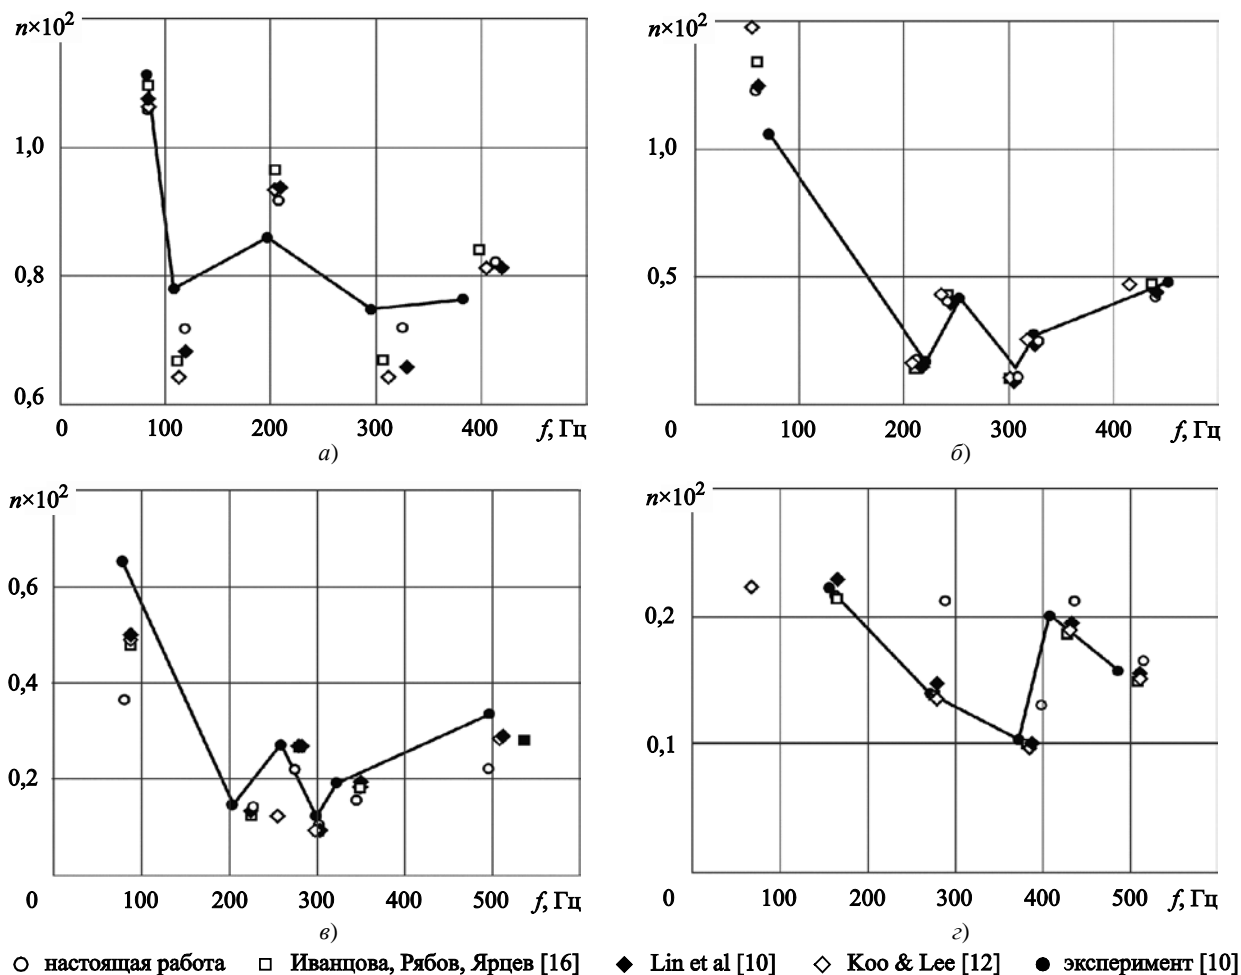 n×10²
1,0
0,8
0,6
0 100 200 300 400 f, Гц
а)
n×10²
1,0
0,5
0 100 200 300 400 f, Гц
б)
n×10²
0,6
0,4
0,2
0 100 200 300 400 500 f, Гц
в)
n×10²
0,2
0,1
0 100 200 300 400 500 f, Гц
г)
настоящая работа Иванцова, Рябов, Ярцев [16] Lin et al [10] Koo & Lee [12] эксперимент [10]